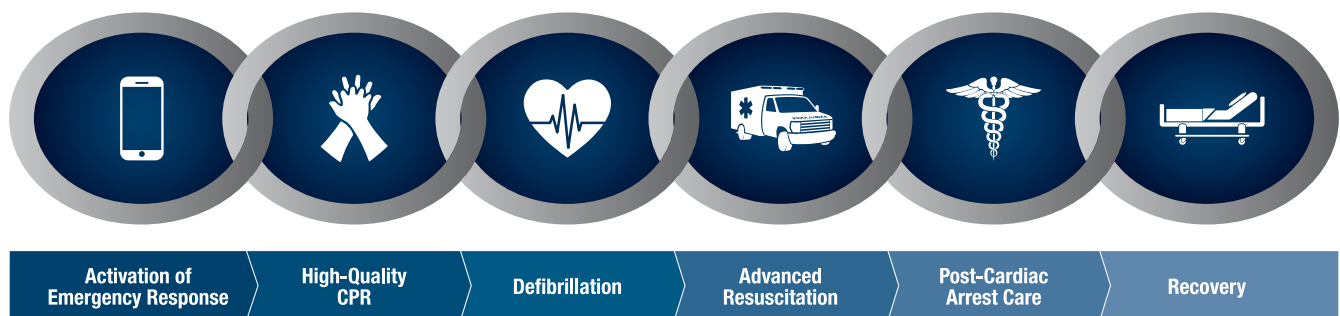 Activation of
Emergency Response
High-Quality
CPR
Defibrillation
Advanced
Resuscitation
Post-Cardiac
Arrest Care
Recovery